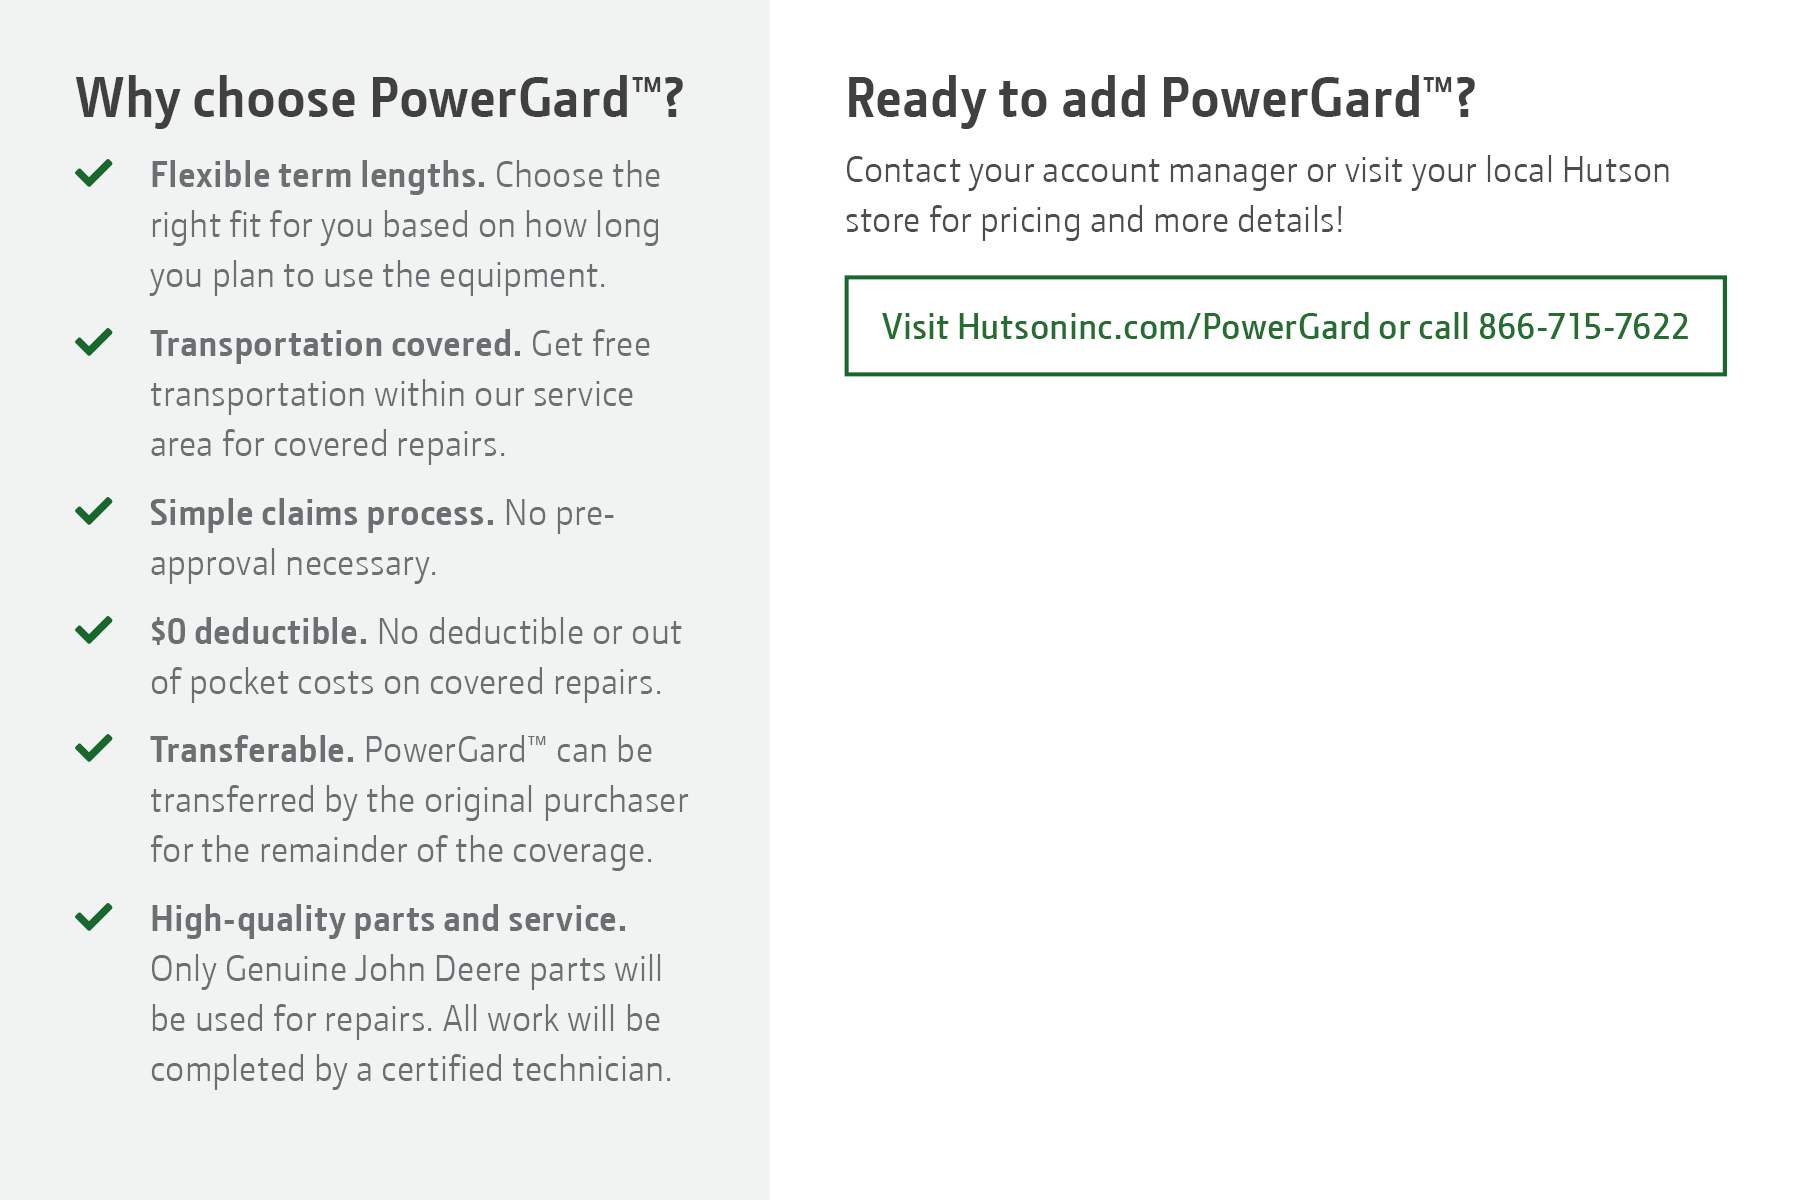 Why choose PowerGard™?
Flexible term lengths. Choose the
right fit for you based on how long
you plan to use the equipment.
Transportation covered. Get free
transportation within our service
area for covered repairs.
Simple claims process. No pre-
approval necessary.
$0 deductible. No deductible or out
of pocket costs on covered repairs.
Transferable. PowerGard™ can be
transferred by the original purchaser
for the remainder of the coverage.
High-quality parts and service.
Only Genuine John Deere parts will
be used for repairs. All work will be
completed by a certified technician.
Ready to add PowerGard™?
Contact your account manager or visit your local Hutson
store for pricing and more details!
Visit Hutsoninc.com/PowerGard or call 866-715-7622